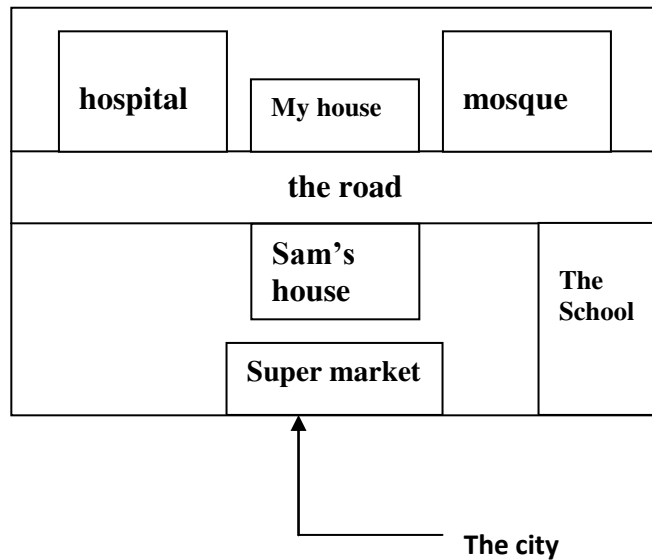 hospital
My house
mosque
the road
Sam's
house
The
School
Super market
The city